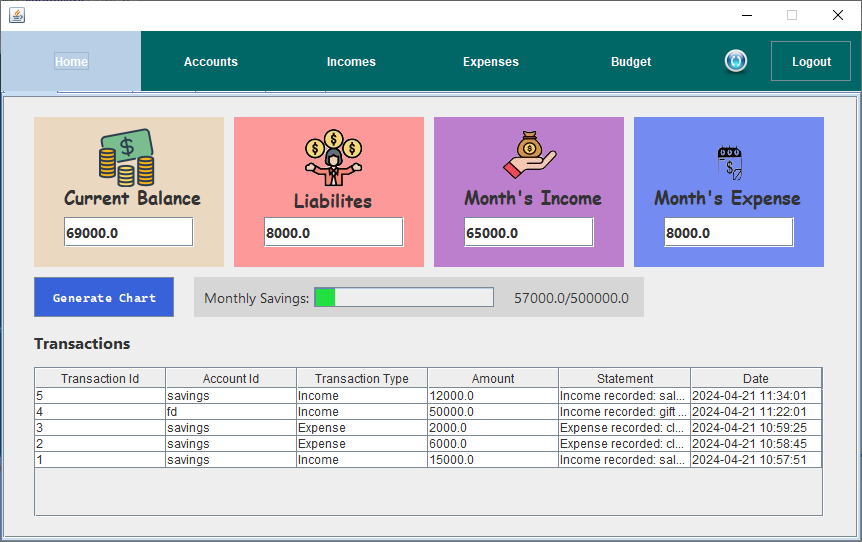 Home Accounts Incomes Expenses Budget Logout
Current Balance Liabilites Month's Income Month's Expense
69000.0 8000.0 65000.0 8000.0
Generate Chart Monthly Savings: 57000.0/500000.0
Transactions
Transaction Id Account Id Transaction Type Amount Statement Date
5 savings Income 12000.0 Income recorded: sal... 2024-04-21 11:34:01
4 fd Income 50000.0 Income recorded: gift ... 2024-04-21 11:22:01
3 savings Expense 2000.0 Expense recorded: cl... 2024-04-21 10:59:25
2 savings Expense 6000.0 Expense recorded: cl... 2024-04-21 10:58:45
1 savings Income 15000.0 Income recorded: sal... 2024-04-21 10:57:51